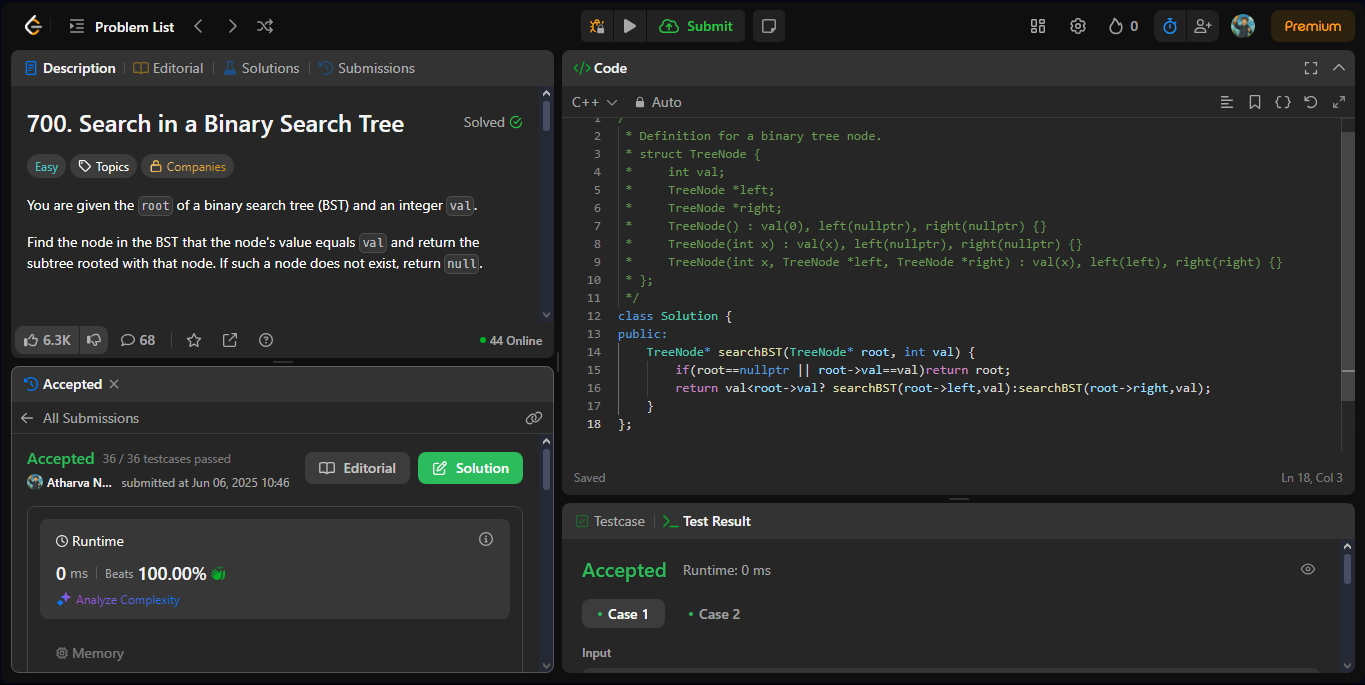 Problem List
Submit
0
Premium
Description
Editorial
Solutions
Submissions
700. Search in a Binary Search Tree
Solved
Easy
Topics
Companies
You are given the root of a binary search tree (BST) and an integer val.
Find the node in the BST that the node's value equals val and return the
subtree rooted with that node. If such a node does not exist, return null.
6.3K
68
44 Online
Accepted
All Submissions
Accepted 36 / 36 testcases passed
Atharva N... submitted at Jun 06, 2025 10:46
Editorial
Solution
Runtime
0 ms | Beats 100.00%
Analyze Complexity
Memory
</> Code
C++
Auto
1 /
2 * Definition for a binary tree node.
3 * struct TreeNode {
4 *     int val;
5 *     TreeNode *left;
6 *     TreeNode *right;
7 *     TreeNode() : val(0), left(nullptr), right(nullptr) {}
8 *     TreeNode(int x) : val(x), left(nullptr), right(nullptr) {}
9 *     TreeNode(int x, TreeNode *left, TreeNode *right) : val(x), left(left), right(right) {}
10 * };
11 */
12 class Solution {
13 public:
14     TreeNode* searchBST(TreeNode* root, int val) {
15         if(root==nullptr || root->val==val)return root;
16         return val<root->val? searchBST(root->left,val):searchBST(root->right,val);
17     }
18 };
Saved
Ln 18, Col 3
Testcase
Test Result
Accepted Runtime: 0 ms
• Case 1
• Case 2
Input